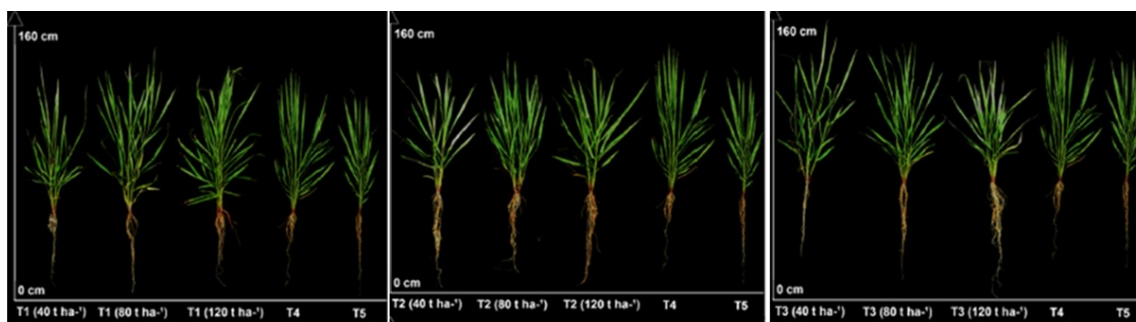 160 cm
0 cm
T1 (40 t ha-¹) T1 (80 t ha-¹) T1 (120 t ha-¹) T4 T5
160 cm
0 cm
T2 (40 t ha-¹) T2 (80 t ha-¹) T2 (120 t ha-¹) T4 T5
160 cm
0 cm
T3 (40 t ha-¹) T3 (80 t ha-¹) T3 (120 t ha-¹) T4 T5